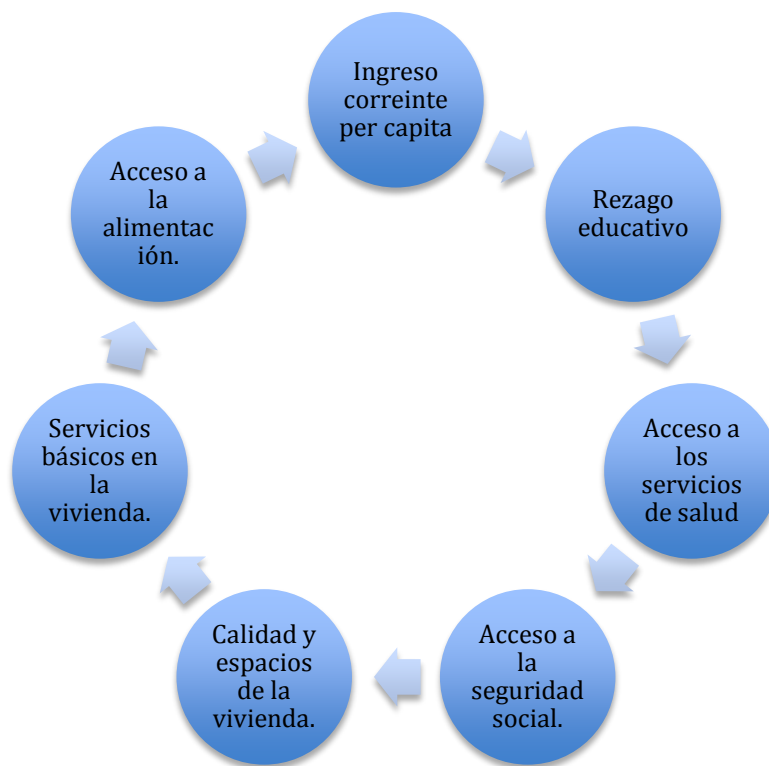 Ingreso
correinte
per capita
Rezago
educativo
Acceso a
los
servicios
de salud
Acceso a
la
seguridad
social.
Calidad y
espacios
de la
vivienda.
Servicios
básicos en
la
vivienda.
Acceso a
la
alimentac
ión.